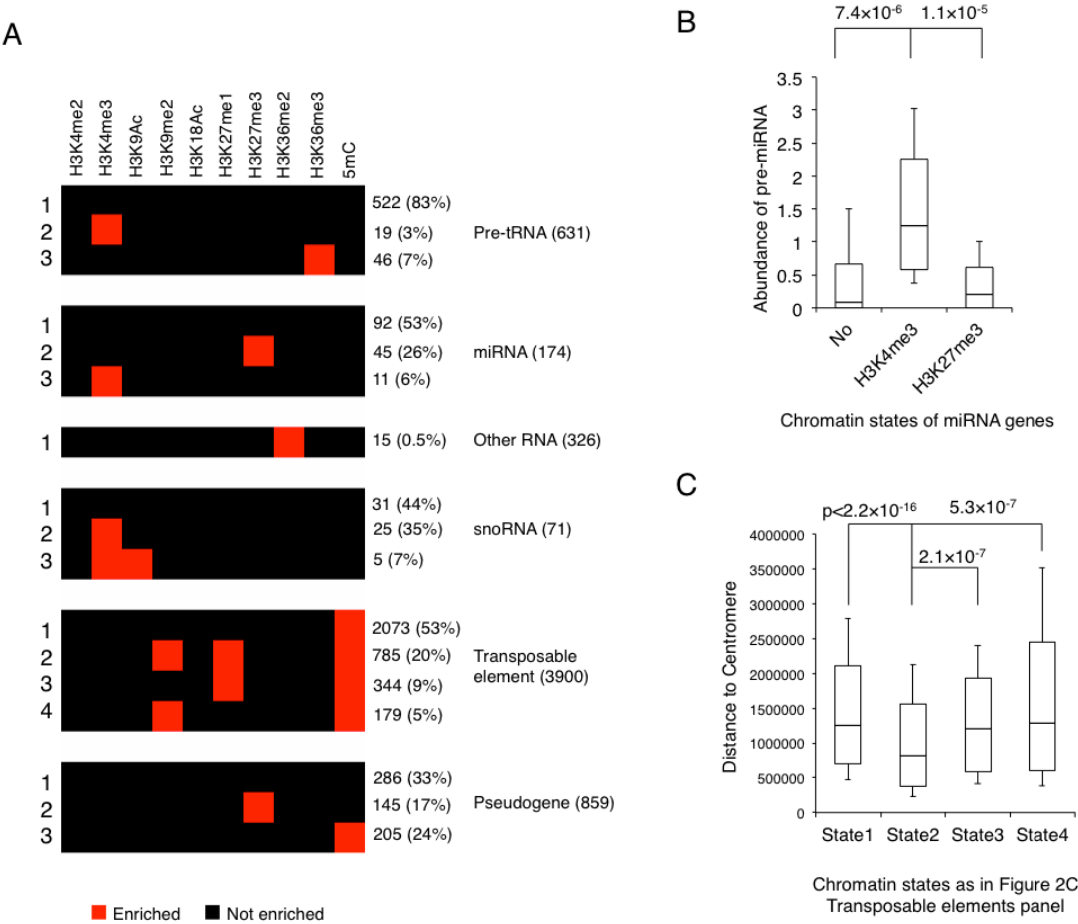 A
H3K4me2
H3K4me3
H3K9Ac
H3K9me2
H3K18Ac
H3K27me1
H3K27me3
H3K36me2
H3K36me3
5mC
1 522 (83%)
2 19 (3%) Pre-tRNA (631)
3 46 (7%)
1 92 (53%)
2 45 (26%) miRNA (174)
3 11 (6%)
1 15 (0.5%) Other RNA (326)
1 31 (44%)
2 25 (35%) snoRNA (71)
3 5 (7%)
1 2073 (53%)
2 785 (20%) Transposable
element (3900)
3 344 (9%)
4 179 (5%)
1 286 (33%)
2 145 (17%) Pseudogene (859)
3 205 (24%)
Enriched Not enriched
B
7.4×10-6 1.1×10-5
Abundance of pre-miRNA
3.5
3
2.5
2
1.5
1
0.5
0
No
H3K4me3
H3K27me3
Chromatin states of miRNA genes
C
p<2.2×10-16 5.3×10-7
2.1×10-7
Distance to Centromere
4000000
3500000
3000000
2500000
2000000
1500000
1000000
500000
0
State1 State2 State3 State4
Chromatin states as in Figure 2C
Transposable elements panel